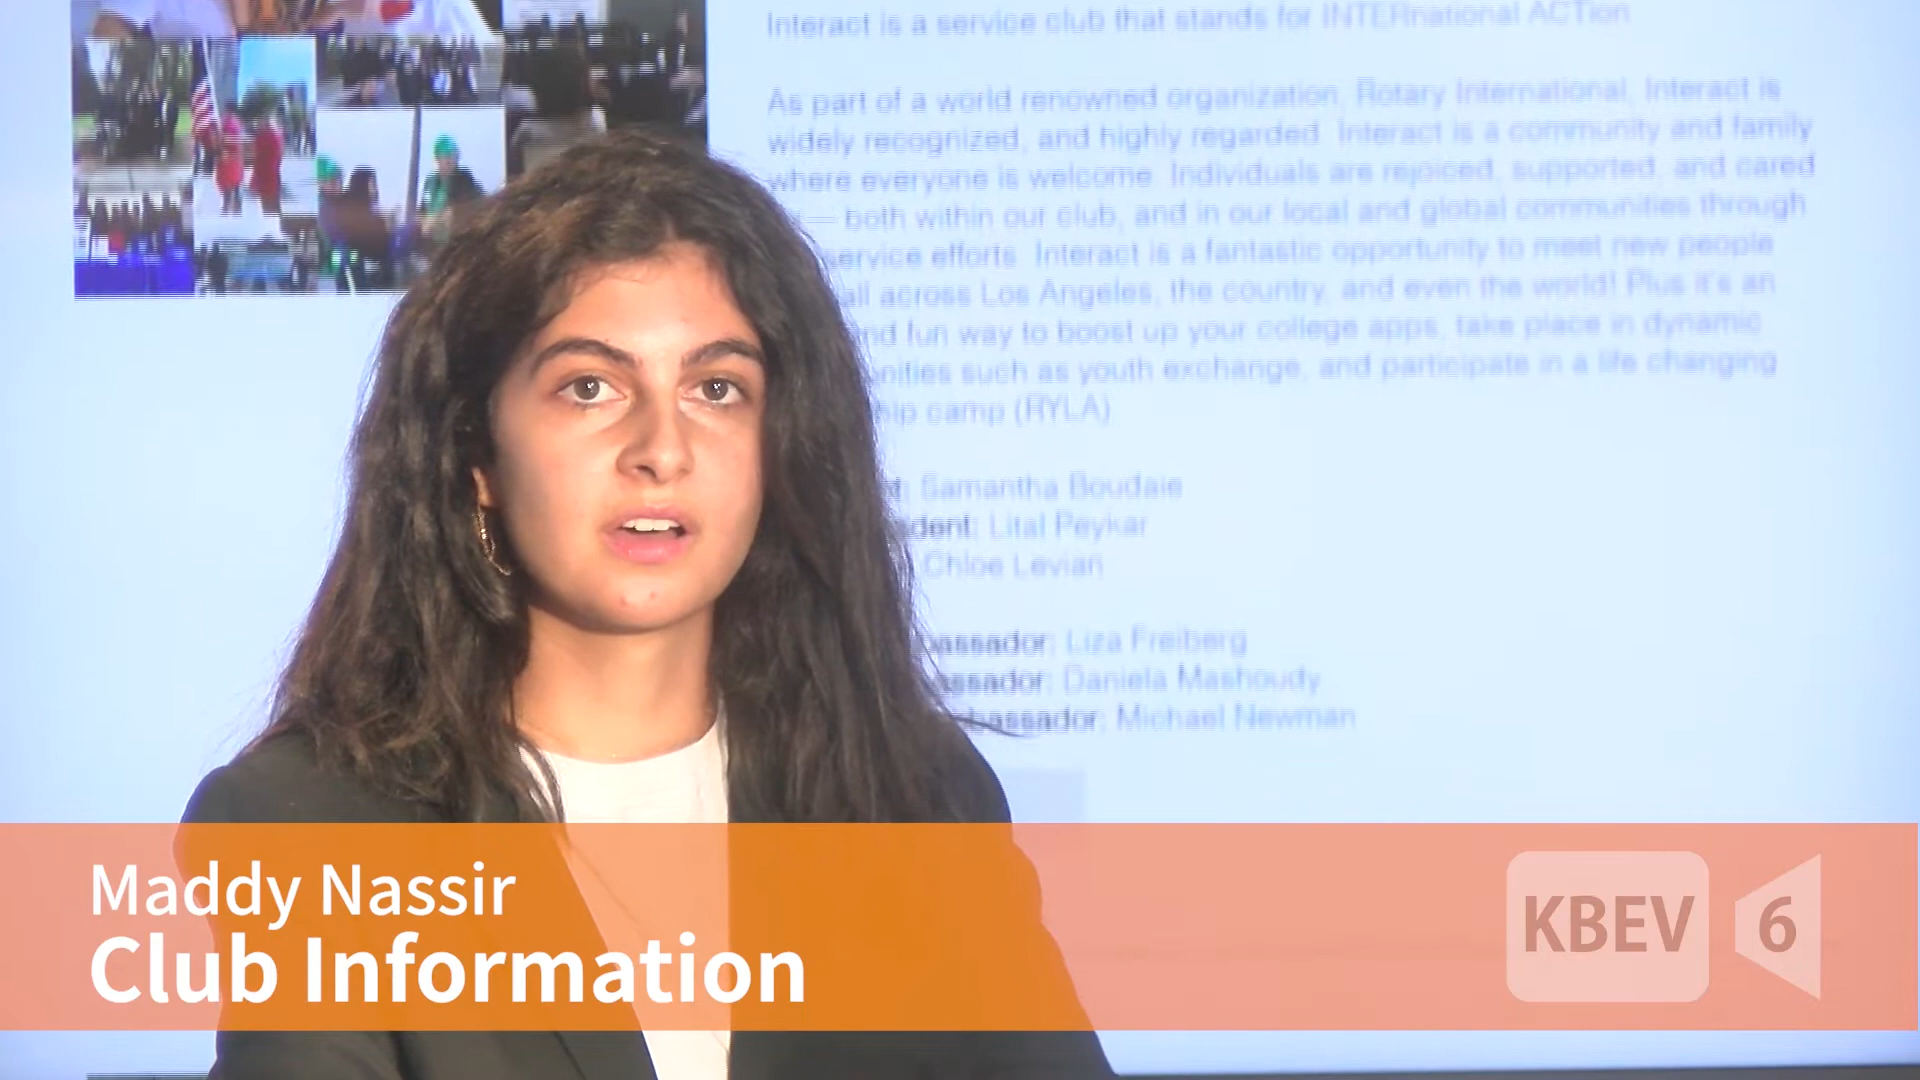 Interact is a service club that stands for INTERnational ACTion
As part of a world renowned organization, Rotary International, Interact is
widely recognized, and highly regarded. Interact is a community and family
where everyone is welcome. Individuals are rejoiced, supported, and cared
— both within our club, and in our local and global communities through
service efforts. Interact is a fantastic opportunity to meet new people
all across Los Angeles, the country, and even the world! Plus it's an
fun way to boost up your college apps, take place in dynamic
such as youth exchange, and participate in a life changing
camp (RYLA)
Samantha Boudaie
Lital Peykar
Chloe Levian
Liza Freiberg
Daniela Mashoudy
Michael Newman
Maddy Nassir
Club Information
KBEV 6